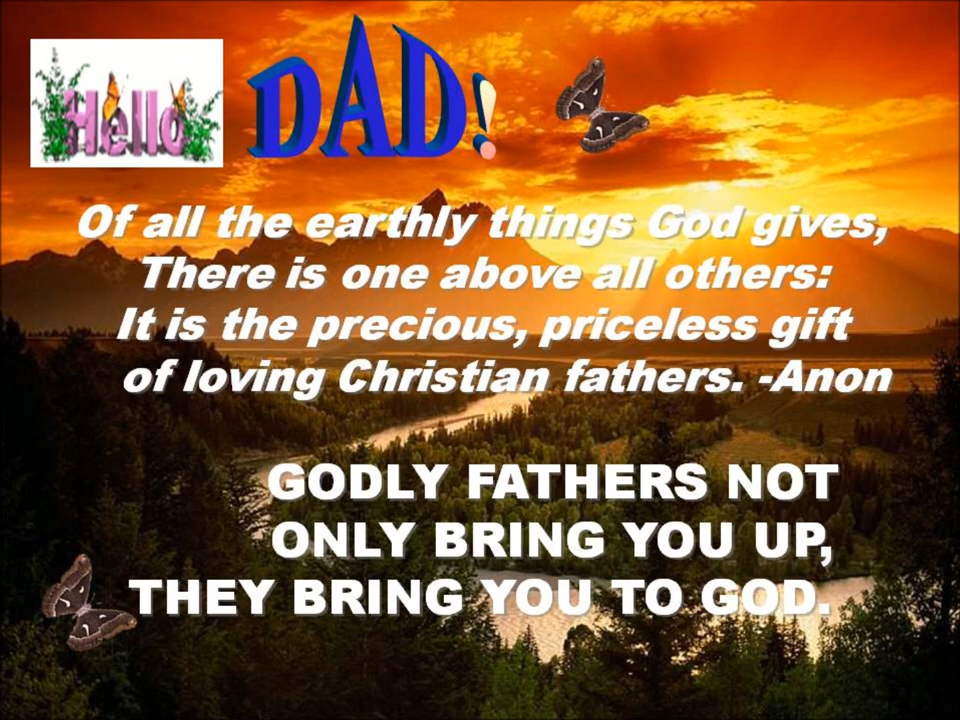 Hello DAD!
Of all the earthly things God gives,
There is one above all others:
It is the precious, priceless gift
of loving Christian fathers. -Anon
GODLY FATHERS NOT
ONLY BRING YOU UP,
THEY BRING YOU TO GOD.